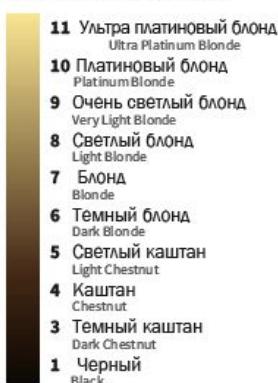 11 Ультра платиновый блонд
Ultra Platinum Blonde
10 Платиновый блонд
Platinum Blonde
9 Очень светлый блонд
Very Light Blonde
8 Светлый блонд
Light Blonde
7 Блонд
Blonde
6 Темный блонд
Dark Blonde
5 Светлый каштан
Light Chestnut
4 Каштан
Chestnut
3 Темный каштан
Dark Chestnut
1 Черный
Black